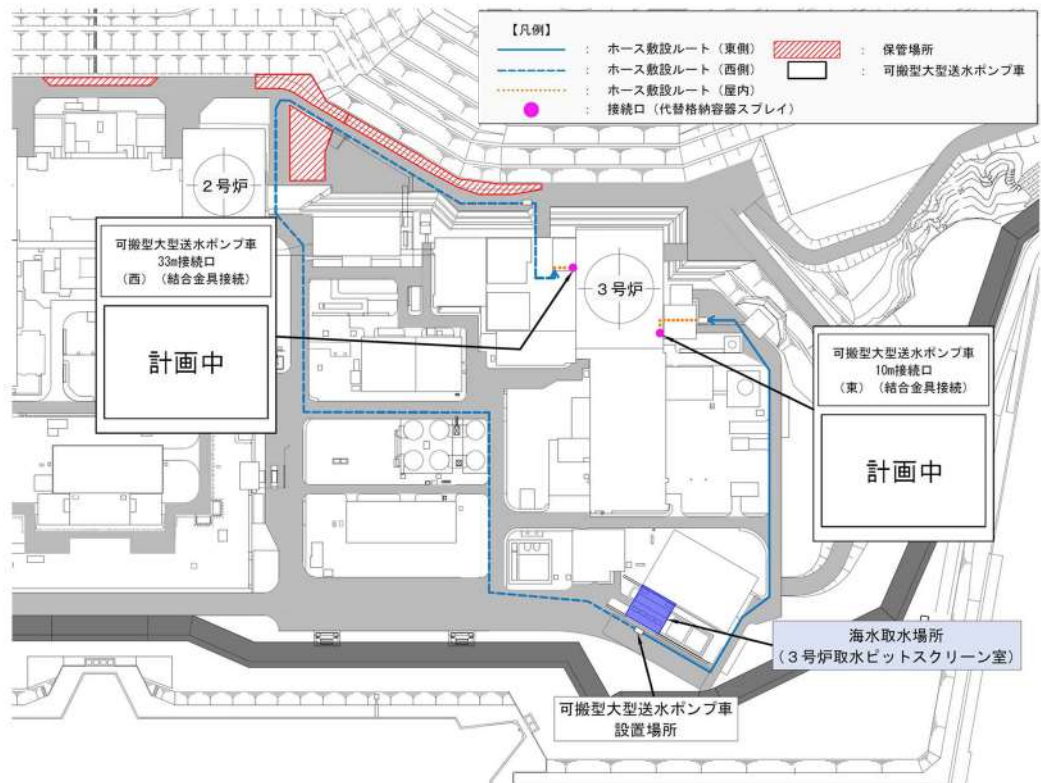 【凡例】
： ホース敷設ルート（東側）
： 保管場所
： ホース敷設ルート（西側）
： 可搬型大型送水ポンプ車
： ホース敷設ルート（屋内）
： 接続口（代替格納容器スプレイ）
２号炉
３号炉
可搬型大型送水ポンプ車
33m接続口
（西）（結合金具接続）
計画中
可搬型大型送水ポンプ車
10m接続口
（東）（結合金具接続）
計画中
海水取水場所
（３号炉取水ピットスクリーン室）
可搬型大型送水ポンプ車
設置場所